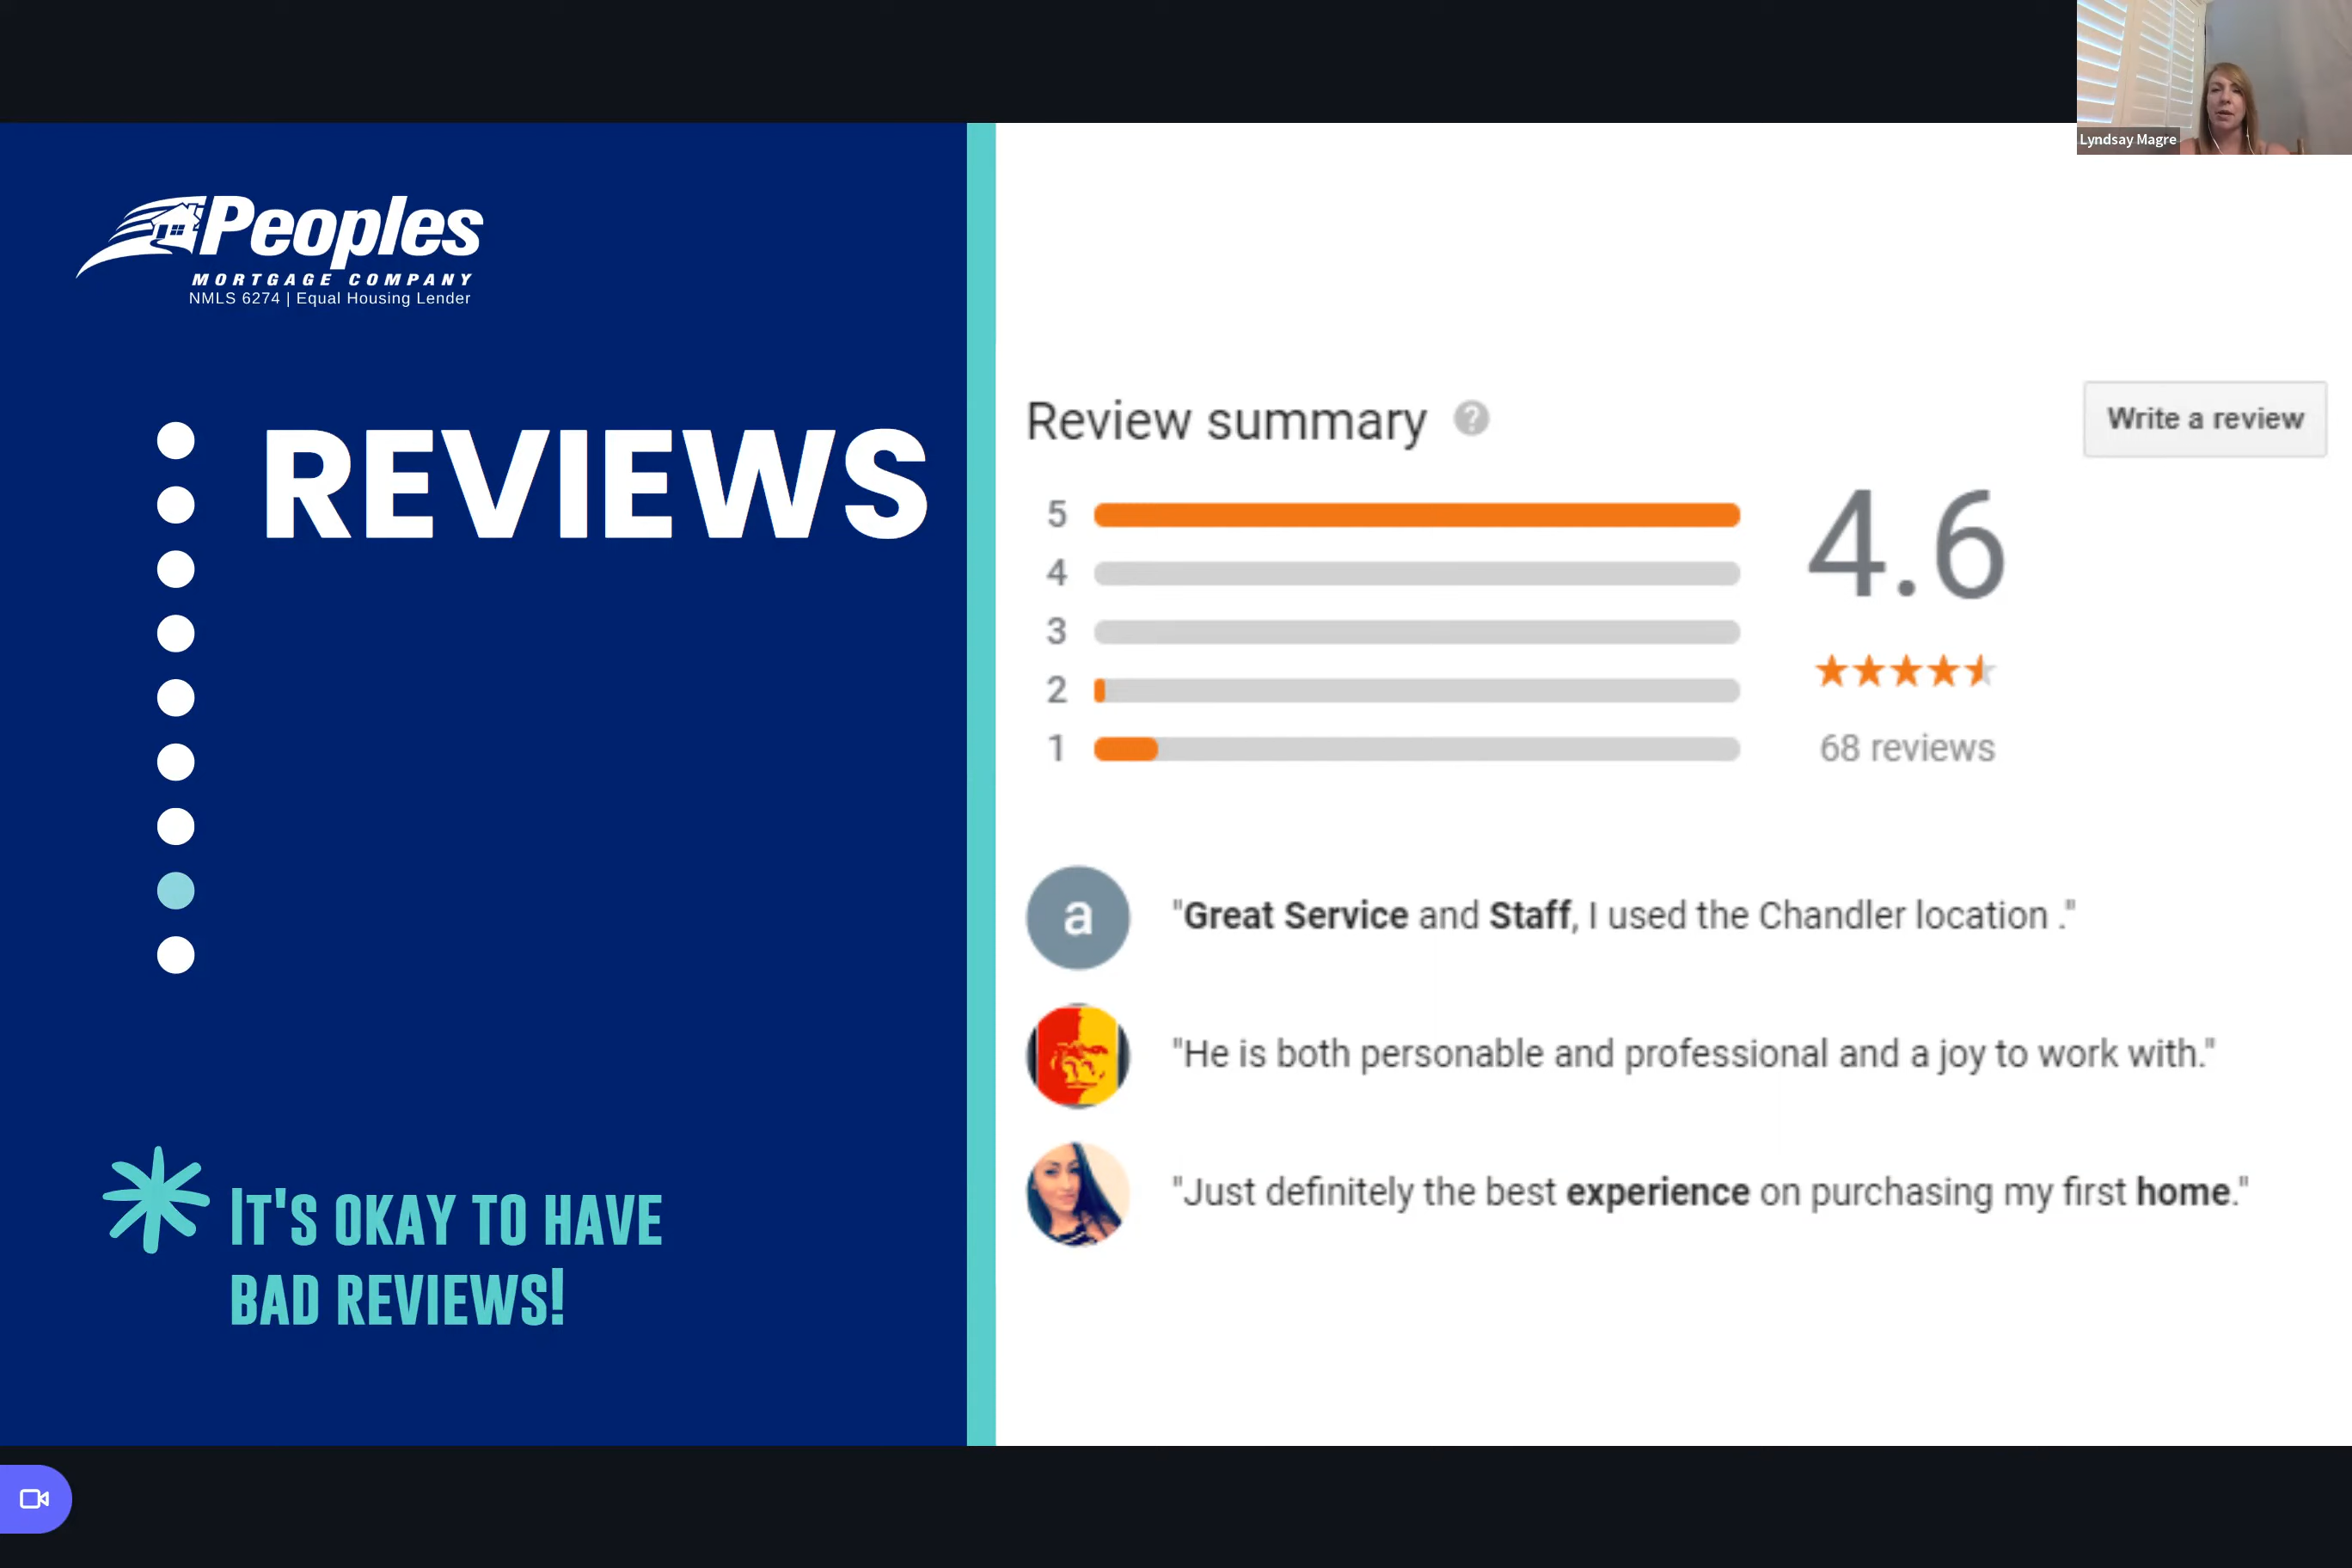 Lyndsay Magre
Peoples
MORTGAGE COMPANY
NMLS 6274 | Equal Housing Lender
REVIEWS
IT'S OKAY TO HAVE
BAD REVIEWS!
Review summary ?
Write a review
5
4
3
2
1
4.6
68 reviews
a
"Great Service and Staff, I used the Chandler location ."
"He is both personable and professional and a joy to work with."
"Just definitely the best experience on purchasing my first home."